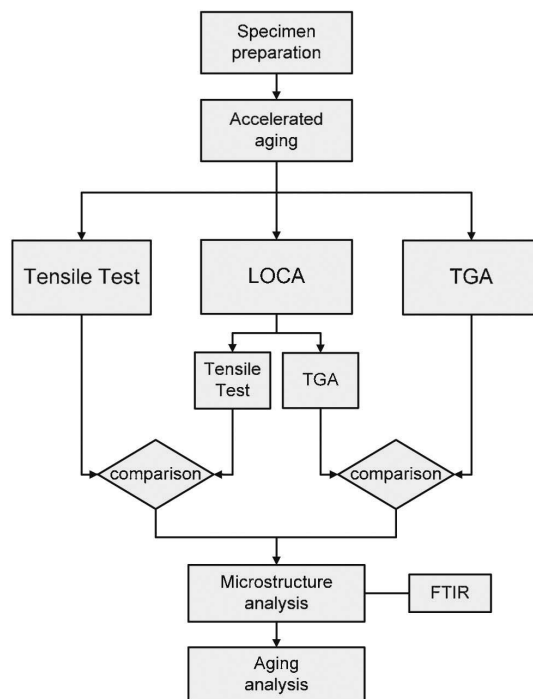 Specimen
preparation
Accelerated
aging
Tensile Test
LOCA
TGA
Tensile
Test
TGA
comparison
comparison
Microstructure
analysis
FTIR
Aging
analysis